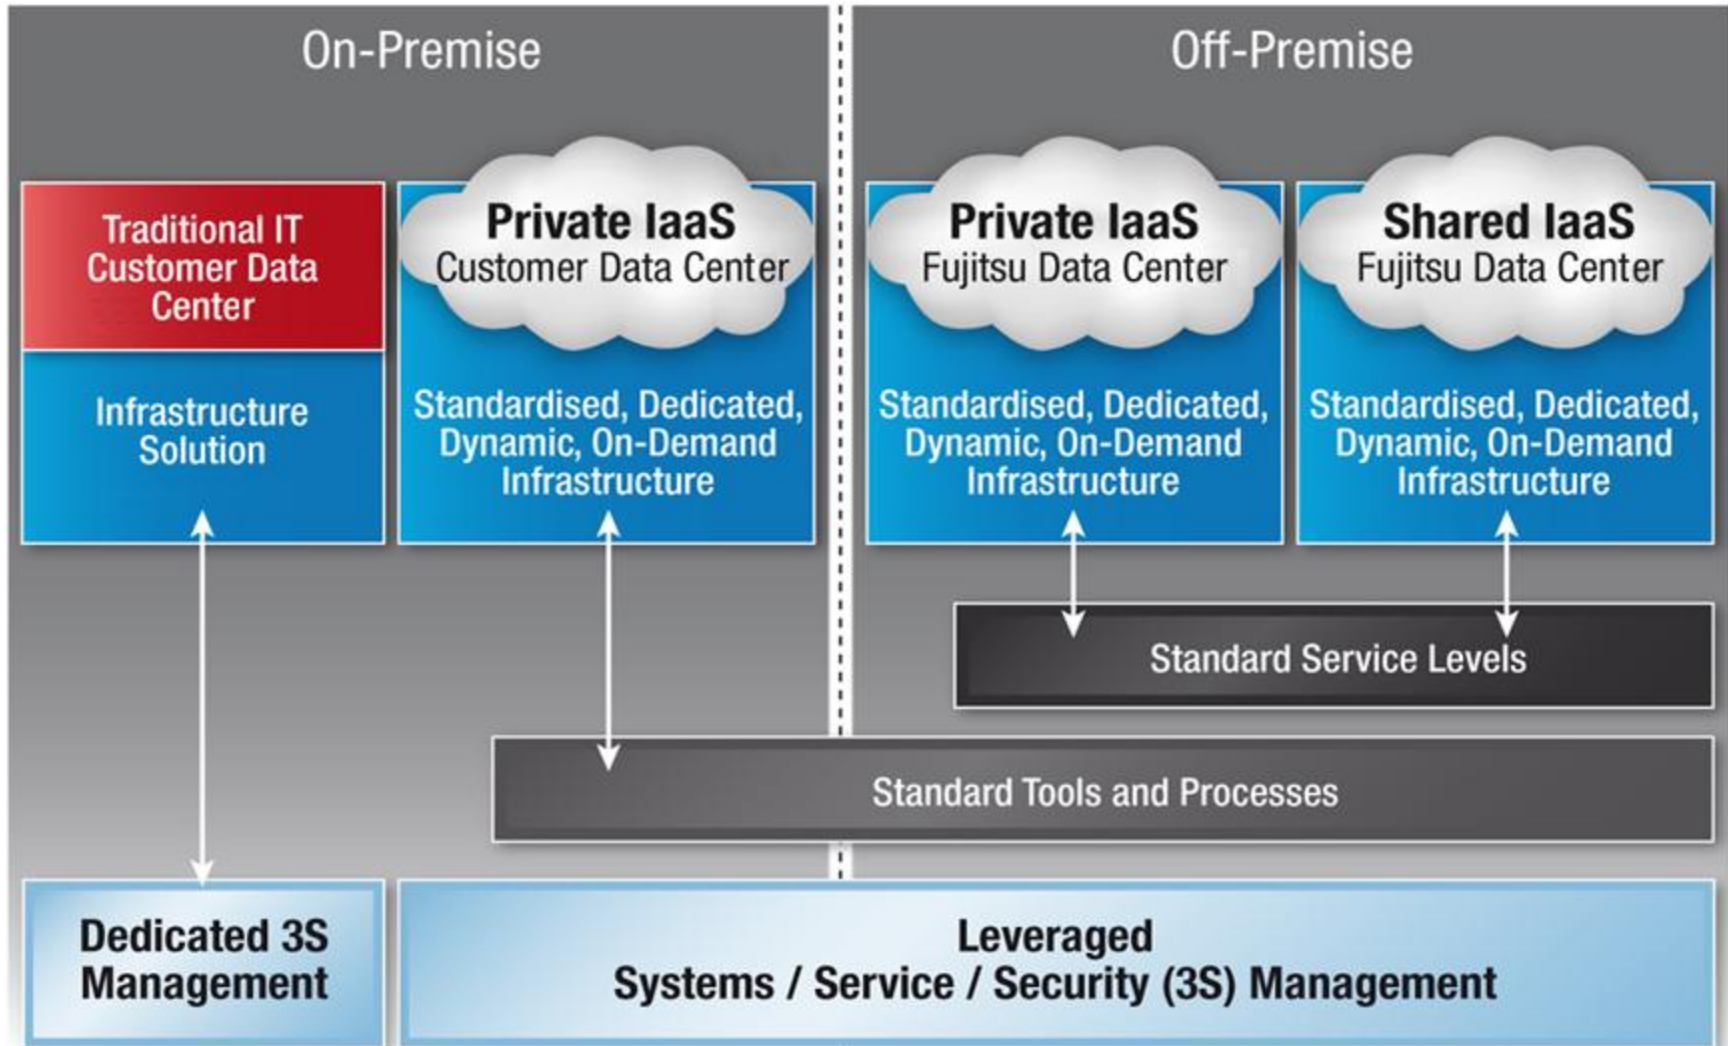 On-Premise
Off-Premise
Traditional IT
Customer Data
Center
Private IaaS
Customer Data Center
Private IaaS
Fujitsu Data Center
Shared IaaS
Fujitsu Data Center
Infrastructure
Solution
Standardised, Dedicated,
Dynamic, On-Demand
Infrastructure
Standardised, Dedicated,
Dynamic, On-Demand
Infrastructure
Standardised, Dedicated,
Dynamic, On-Demand
Infrastructure
Standard Service Levels
Standard Tools and Processes
Dedicated 3S
Management
Leveraged
Systems / Service / Security (3S) Management